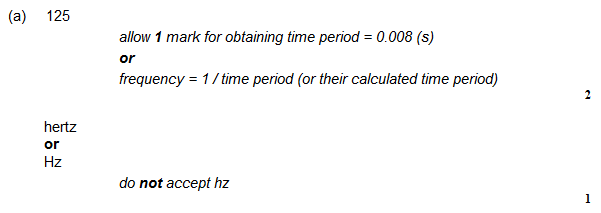 (a) 125
allow 1 mark for obtaining time period = 0.008 (s)
or
frequency = 1 / time period (or their calculated time period)
2
hertz
or
Hz
do not accept hz
1